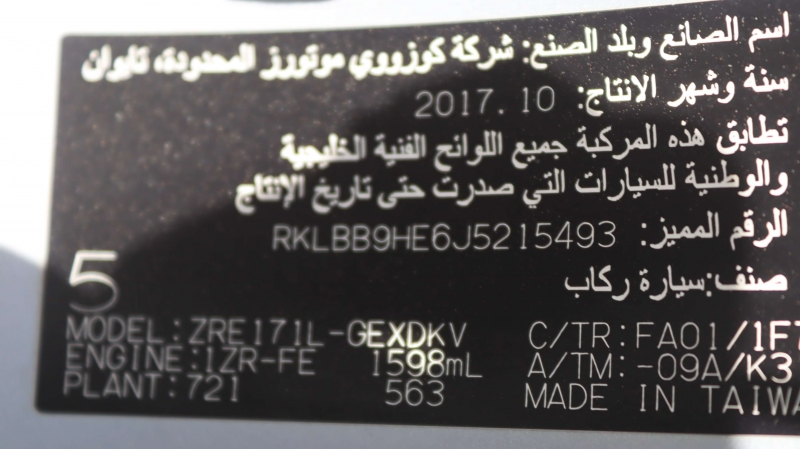 اسم الصانع وبلد الصنع: شركة كوزووي موتورز المحدودة، تايوان
سنة وشهر الانتاج: 2017.10
تطابق هذه المركبة جميع اللوائح الفنية الخليجية
والوطنية للسيارات التي صدرت حتى تاريخ الإنتاج
الرقم المميز: RKLBB9HE6J5215493
صنف:سيارة ركاب
5
MODEL:ZRE171L-GEXDKV C/TR:FA01/1F7
ENGINE:1ZR-FE 1598mL A/TM:-09A/K3
PLANT:721 563 MADE IN TAIWA